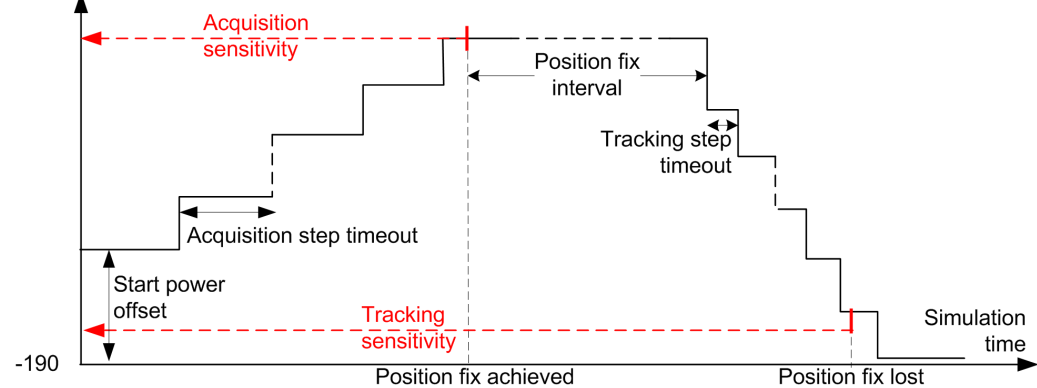 Acquisition
sensitivity
Position fix
interval
Tracking step
timeout
Acquisition step timeout
Start power
offset
Tracking
sensitivity
Simulation
time
-190
Position fix achieved
Position fix lost